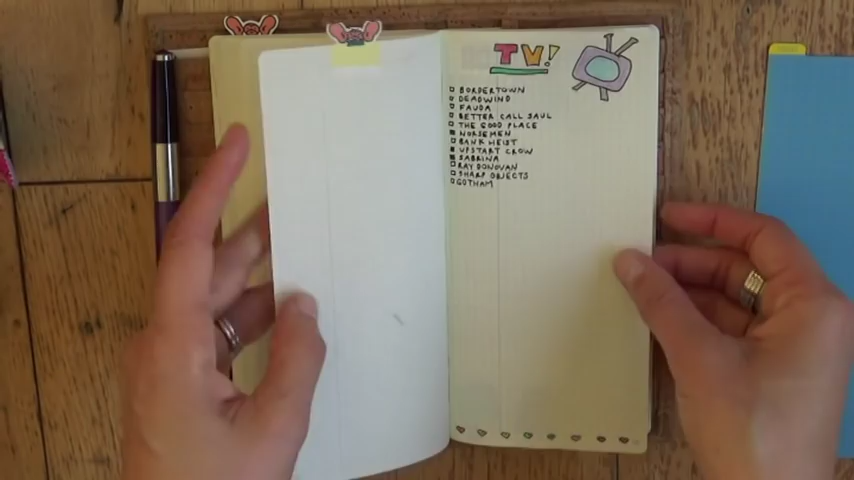 TV!
BORDERTOWN
DEADWIND
FAUDA
BETTER CALL SAUL
THE GOOD PLACE
NORSEMEN
BANK HEIST
UPSTART CROW
SABRINA
RAY DONOVAN
SHARP OBJECTS
GOTHAM